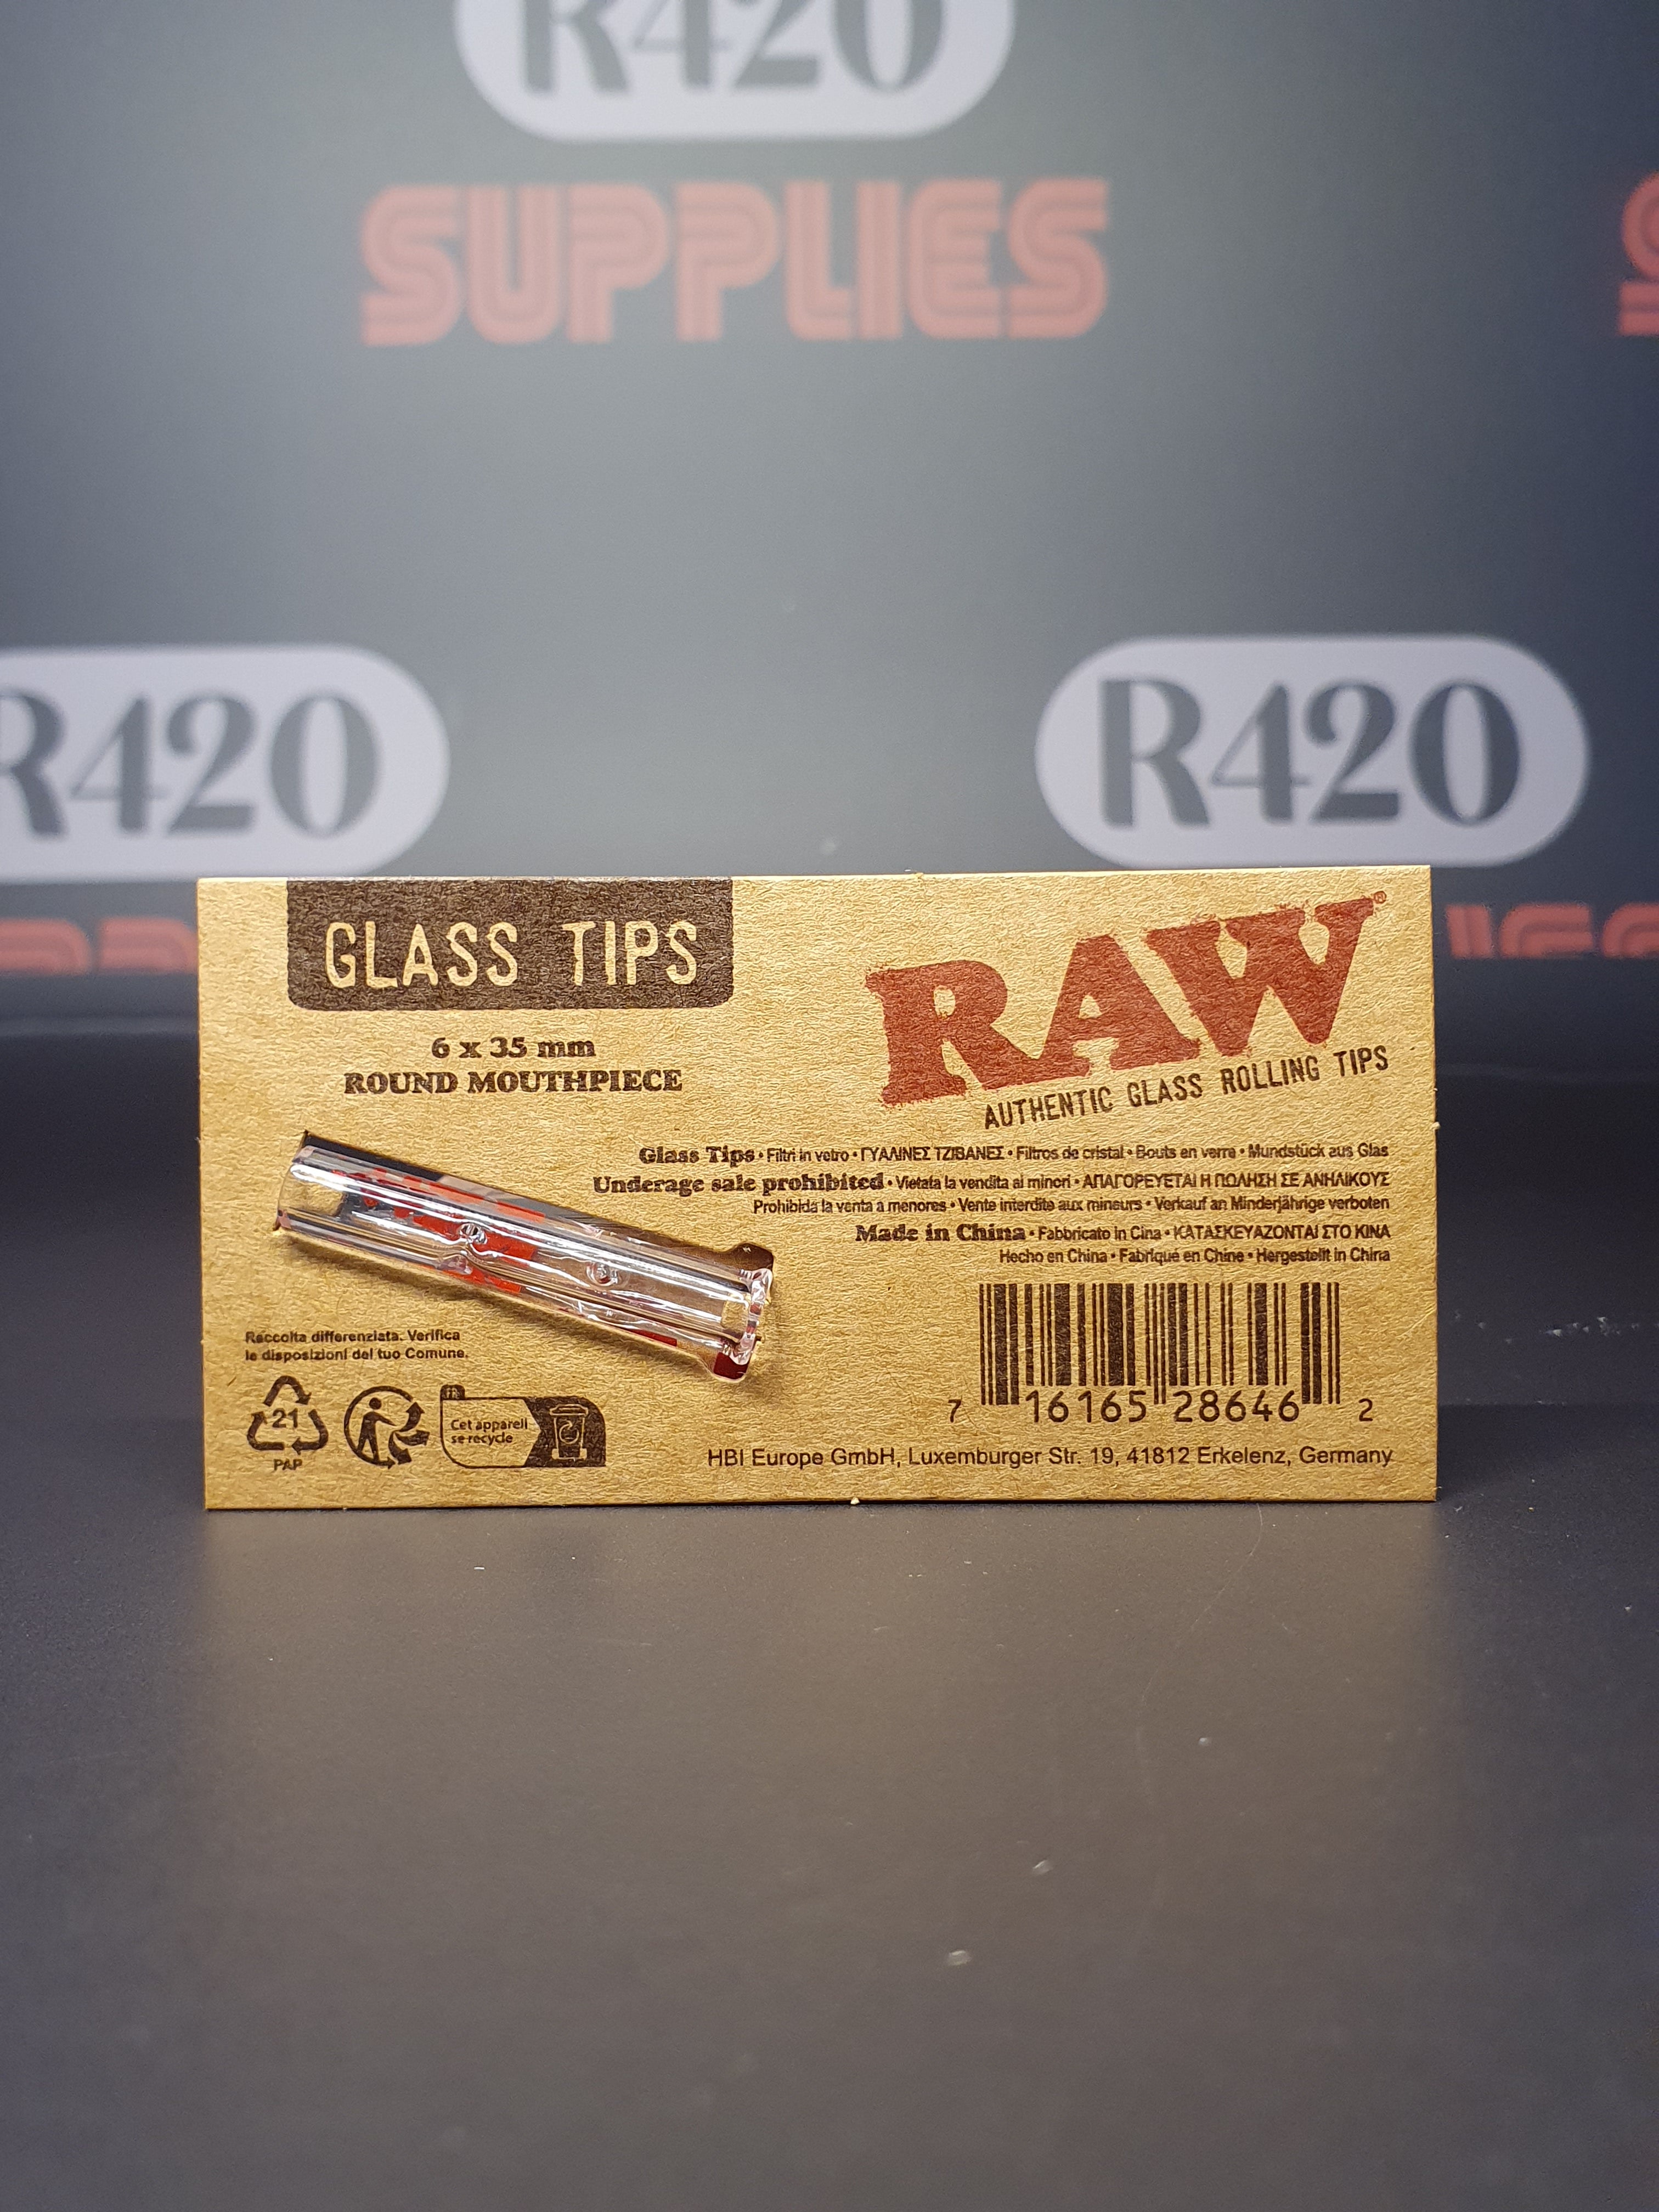 R420
SUPPLIES
R420
R420
GLASS TIPS
6 x 35 mm
ROUND MOUTHPIECE
RAW®
AUTHENTIC GLASS ROLLING TIPS
Glass Tips • Filtri in vetro • ΓΥΑΛΙΝΕΣ ΤΖΙΒΑΝΕΣ • Filtros de cristal • Bouts en verre • Mundstück aus Glas
Underage sale prohibited • Vietata la vendita ai minori • ΑΠΑΓΟΡΕΥΕΤΑΙ Η ΠΩΛΗΣΗ ΣΕ ΑΝΗΛΙΚΟΥΣ
Prohibida la venta a menores • Vente interdite aux mineurs • Verkauf an Minderjährige verboten
Made in China • Fabbricato in Cina • ΚΑΤΑΣΚΕΥΑΖΟΝΤΑΙ ΣΤΟ ΚΙΝΑ
Hecho en China • Fabriqué en Chine • Hergestellt in China
Raccolta differenziata. Verifica
le disposizioni del tuo Comune.
21
PAP
FR
Cet appareil
se recycle
7 16165 28646 2
HBI Europe GmbH, Luxemburger Str. 19, 41812 Erkelenz, Germany